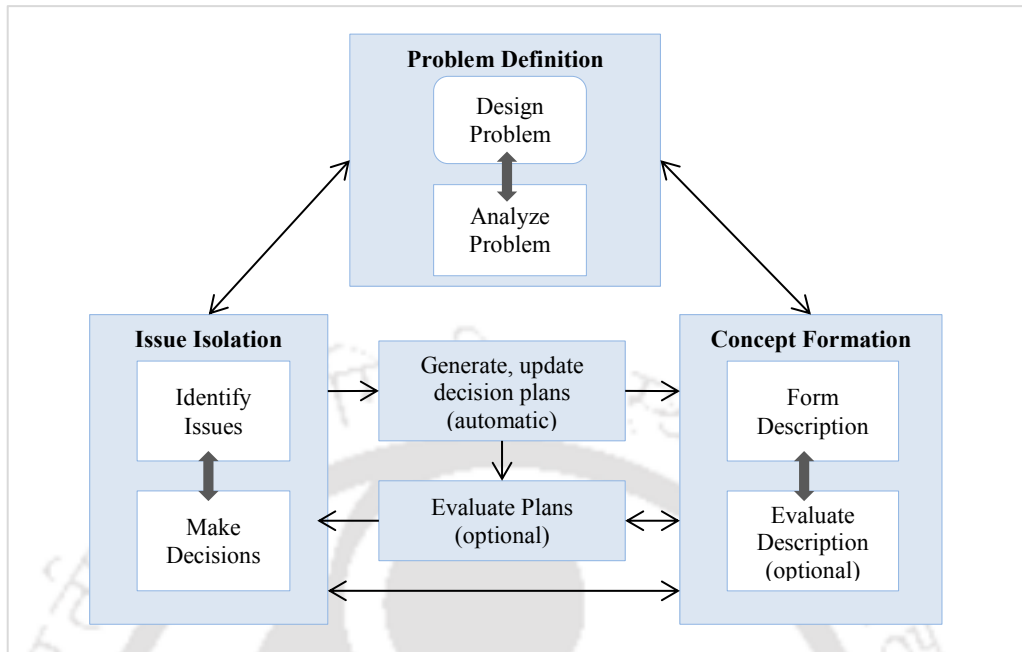 Problem Definition
Design
Problem
Analyze
Problem
Issue Isolation
Identify
Issues
Make
Decisions
Generate, update
decision plans
(automatic)
Evaluate Plans
(optional)
Concept Formation
Form
Description
Evaluate
Description
(optional)